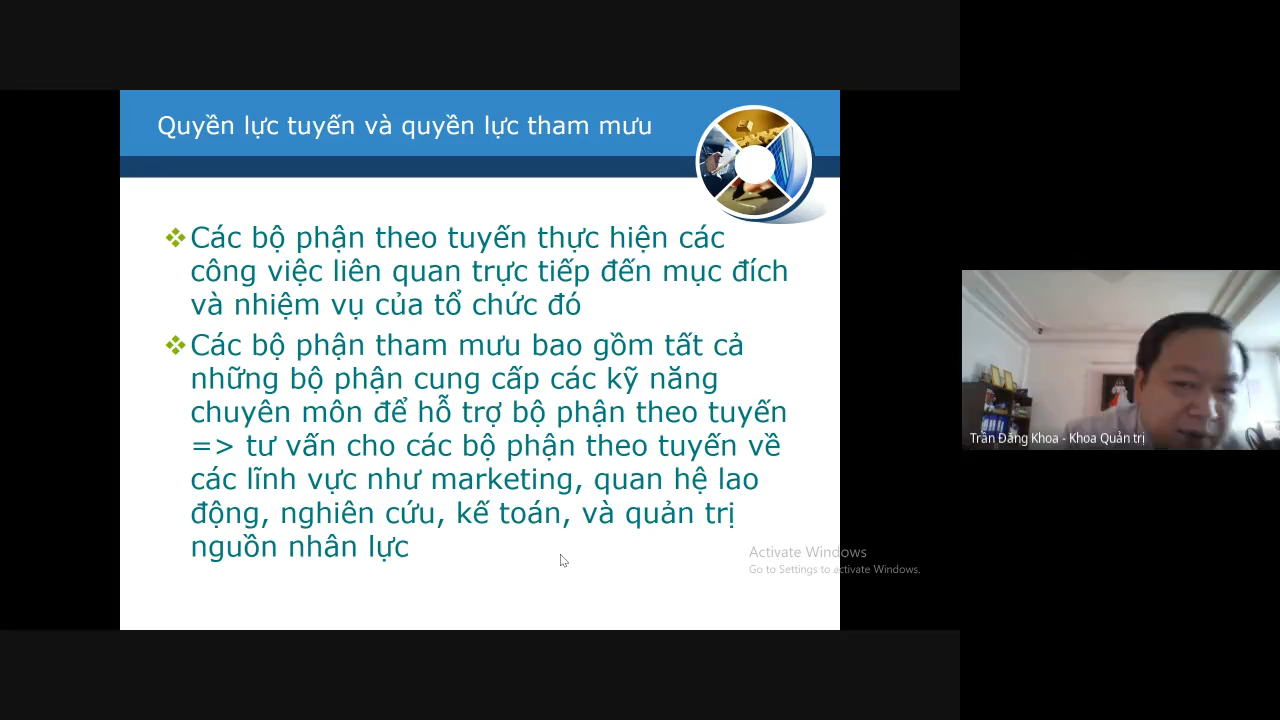 Quyền lực tuyến và quyền lực tham mưu
Các bộ phận theo tuyến thực hiện các
công việc liên quan trực tiếp đến mục đích
và nhiệm vụ của tổ chức đó
Các bộ phận tham mưu bao gồm tất cả
những bộ phận cung cấp các kỹ năng
chuyên môn để hỗ trợ bộ phận theo tuyến
=> tư vấn cho các bộ phận theo tuyến về
các lĩnh vực như marketing, quan hệ lao
động, nghiên cứu, kế toán, và quản trị
nguồn nhân lực
Activate Windows
Go to Settings to activate Windows.
Trần Đăng Khoa - Khoa Quản trị